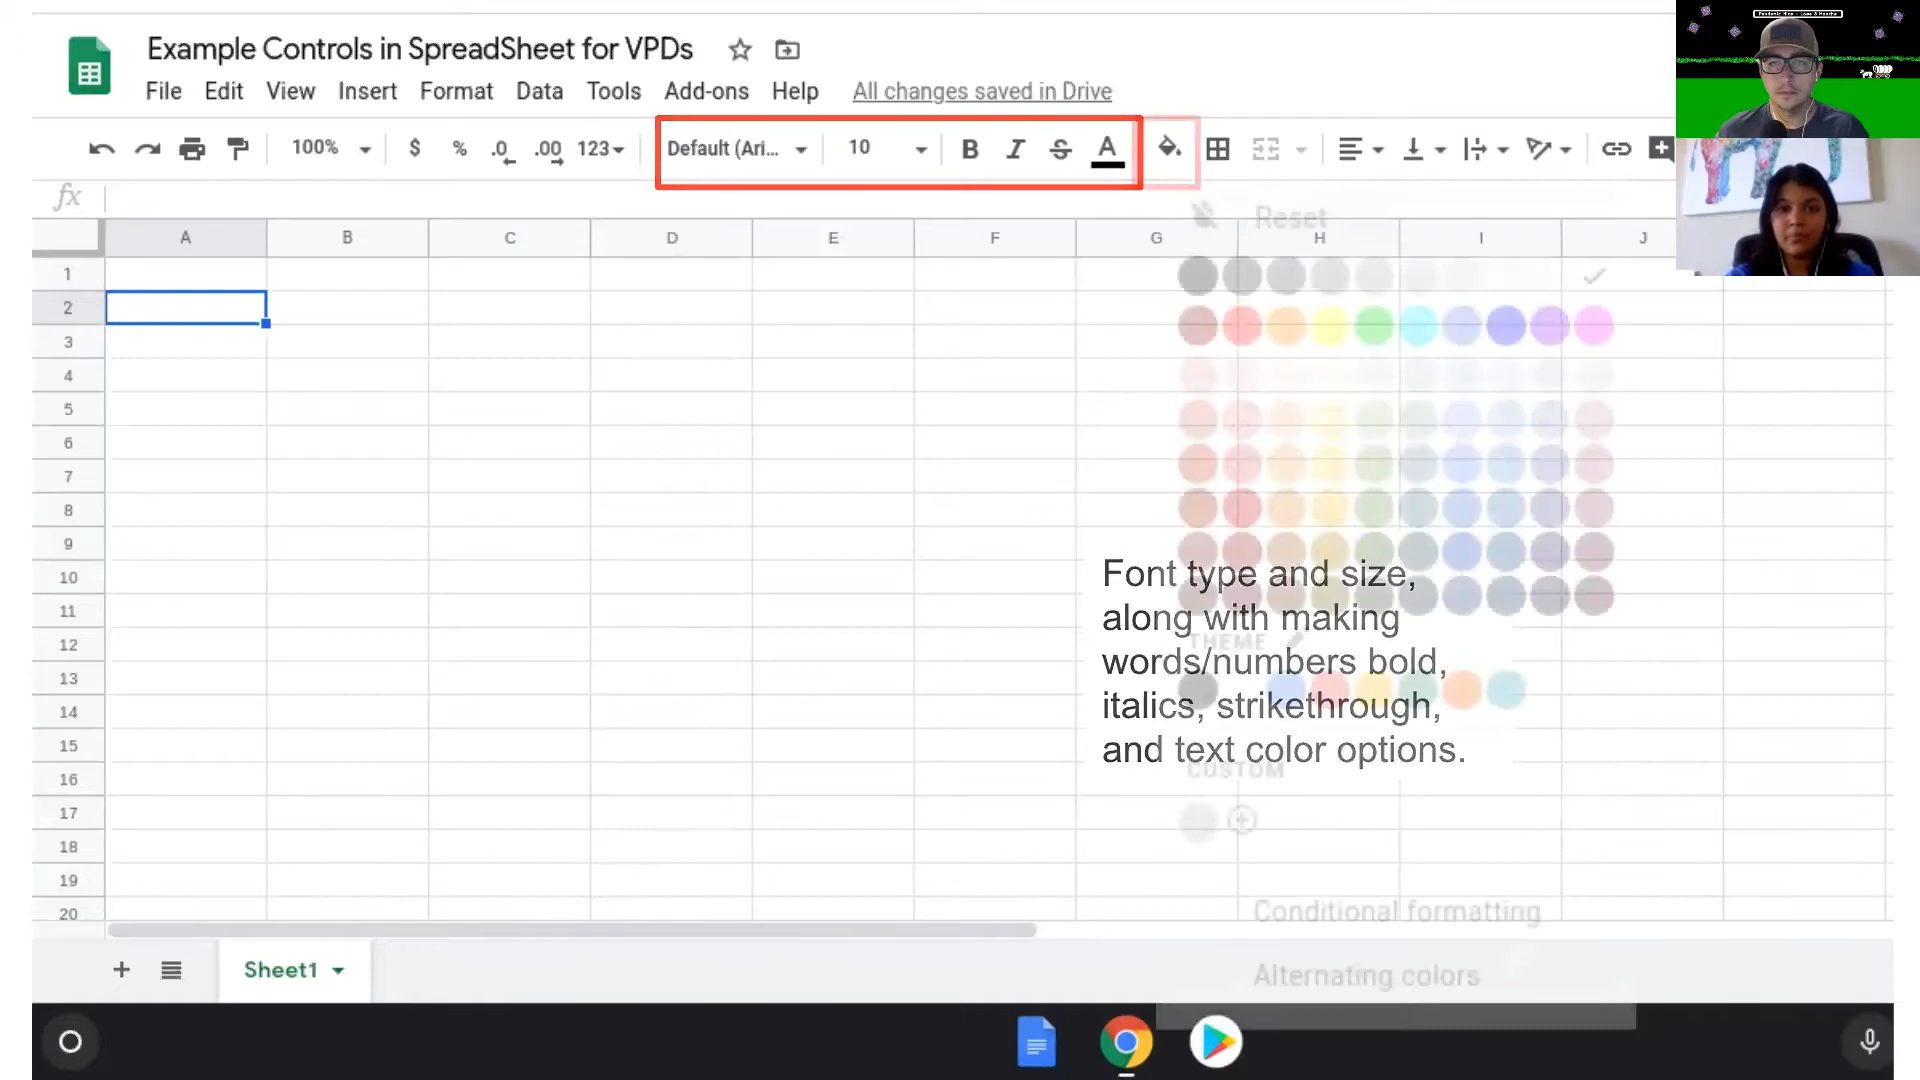 Example Controls in SpreadSheet for VPDs
File Edit View Insert Format Data Tools Add-ons Help All changes saved in Drive
100% $ % .0 .00 123 Default (Ari... 10 B I S A
fx
Reset
A B C D E F G H I J
1
2
3
4
5
6
7
8
9
10
11
12
13
14
15
16
17
18
19
20
Font type and size,
along with making
THEME
words/numbers bold,
italics, strikethrough,
and text color options.
CUSTOM
Conditional formatting
Alternating colors
Sheet1